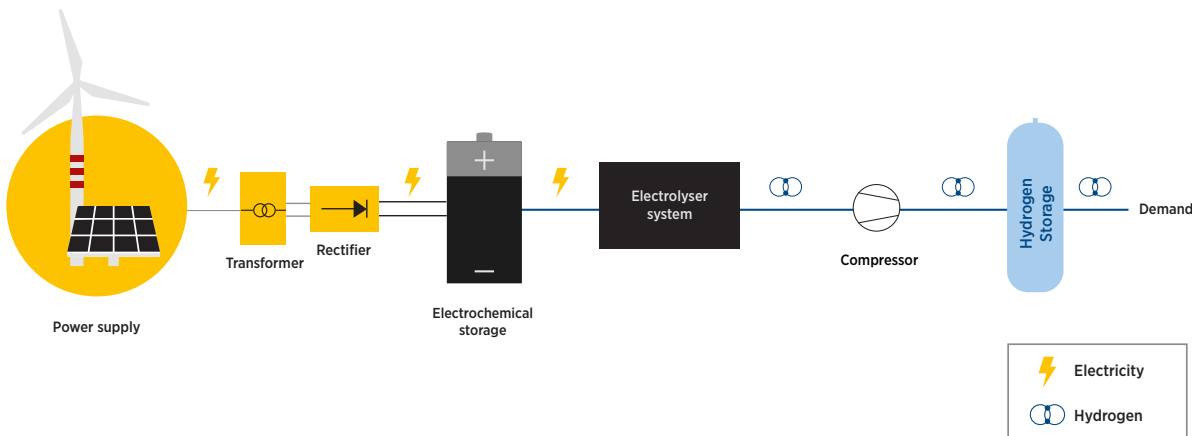 Power supply
Transformer
Rectifier
+
−
Electrochemical
storage
Electrolyser
system
Compressor
Hydrogen
Storage
Demand
Electricity
Hydrogen